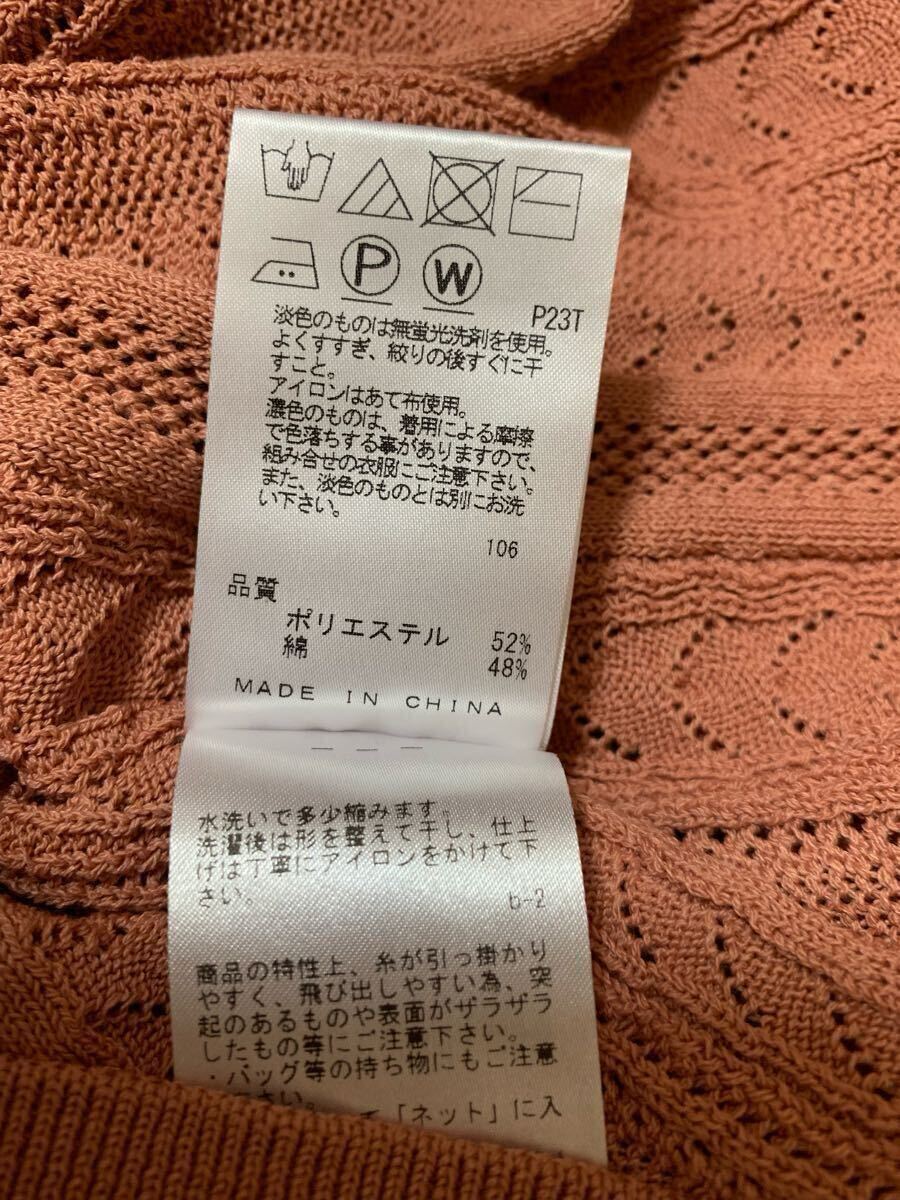 P
W
P23T
淡色のものは無蛍光洗剤を使用。
よくすすぎ、絞りの後すぐに干
すこと。
アイロンはあて布使用。
濃色のものは、着用による摩擦
で色落ちする事がありますので、
組み合せの衣服にご注意下さい。
また、淡色のものとは別にお洗
い下さい。
106
品質
ポリエステル 52%
綿 48%
MADE IN CHINA
水洗いで多少縮みます。
洗濯後は形を整えて干し、仕上
げは丁寧にアイロンをかけて下
さい。
b-2
商品の特性上、糸が引っ掛かり
やすく、飛び出しやすい為、突
起のあるものや表面がザラザラ
したもの等にご注意下さい。
・バッグ等の持ち物にもご注意
さい。
「ネット」に入